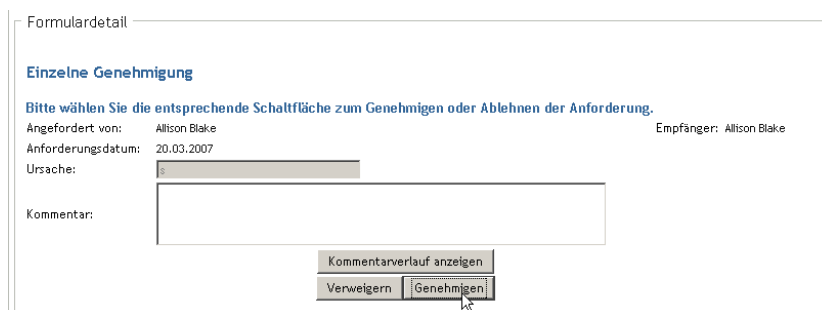 Formulardetail
Einzelne Genehmigung
Bitte wählen Sie die entsprechende Schaltfläche zum Genehmigen oder Ablehnen der Anforderung.
Angefordert von: Allison Blake Empfänger: Allison Blake
Anforderungsdatum: 20.03.2007
Ursache: s
Kommentar:
Kommentarverlauf anzeigen
Verweigern Genehmigen